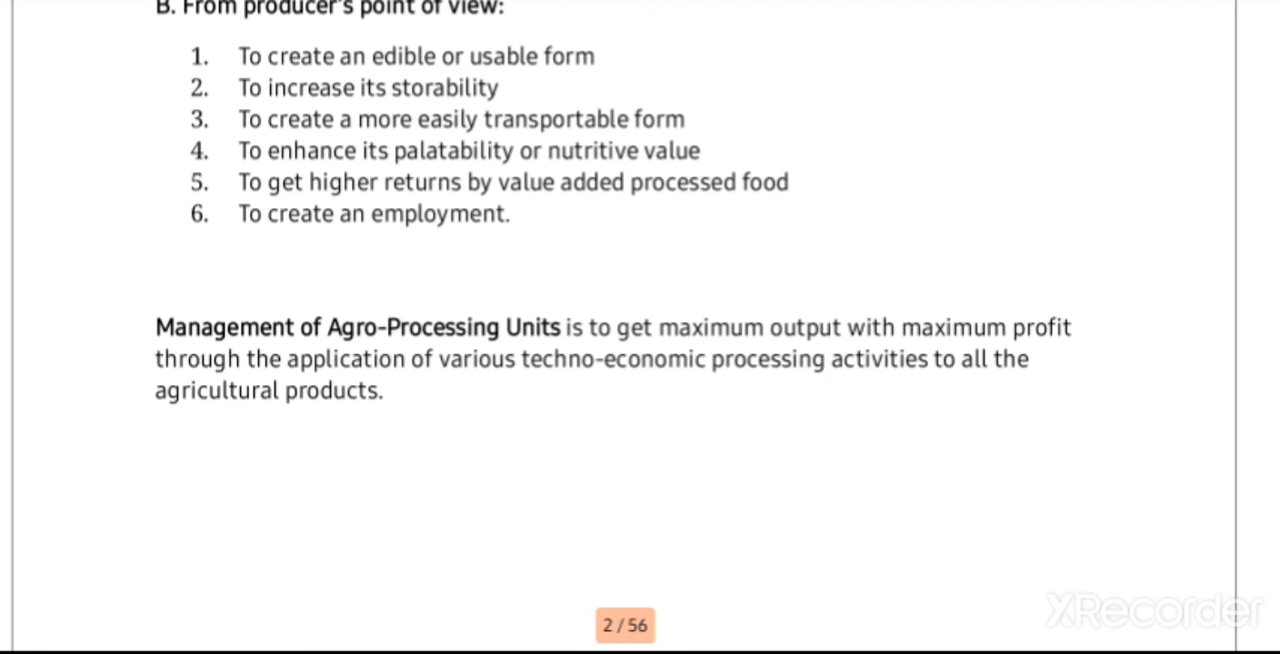 B. From producer's point of view:
1. To create an edible or usable form
2. To increase its storability
3. To create a more easily transportable form
4. To enhance its palatability or nutritive value
5. To get higher returns by value added processed food
6. To create an employment.
Management of Agro-Processing Units is to get maximum output with maximum profit
through the application of various techno-economic processing activities to all the
agricultural products.
2 / 56
XRecorder